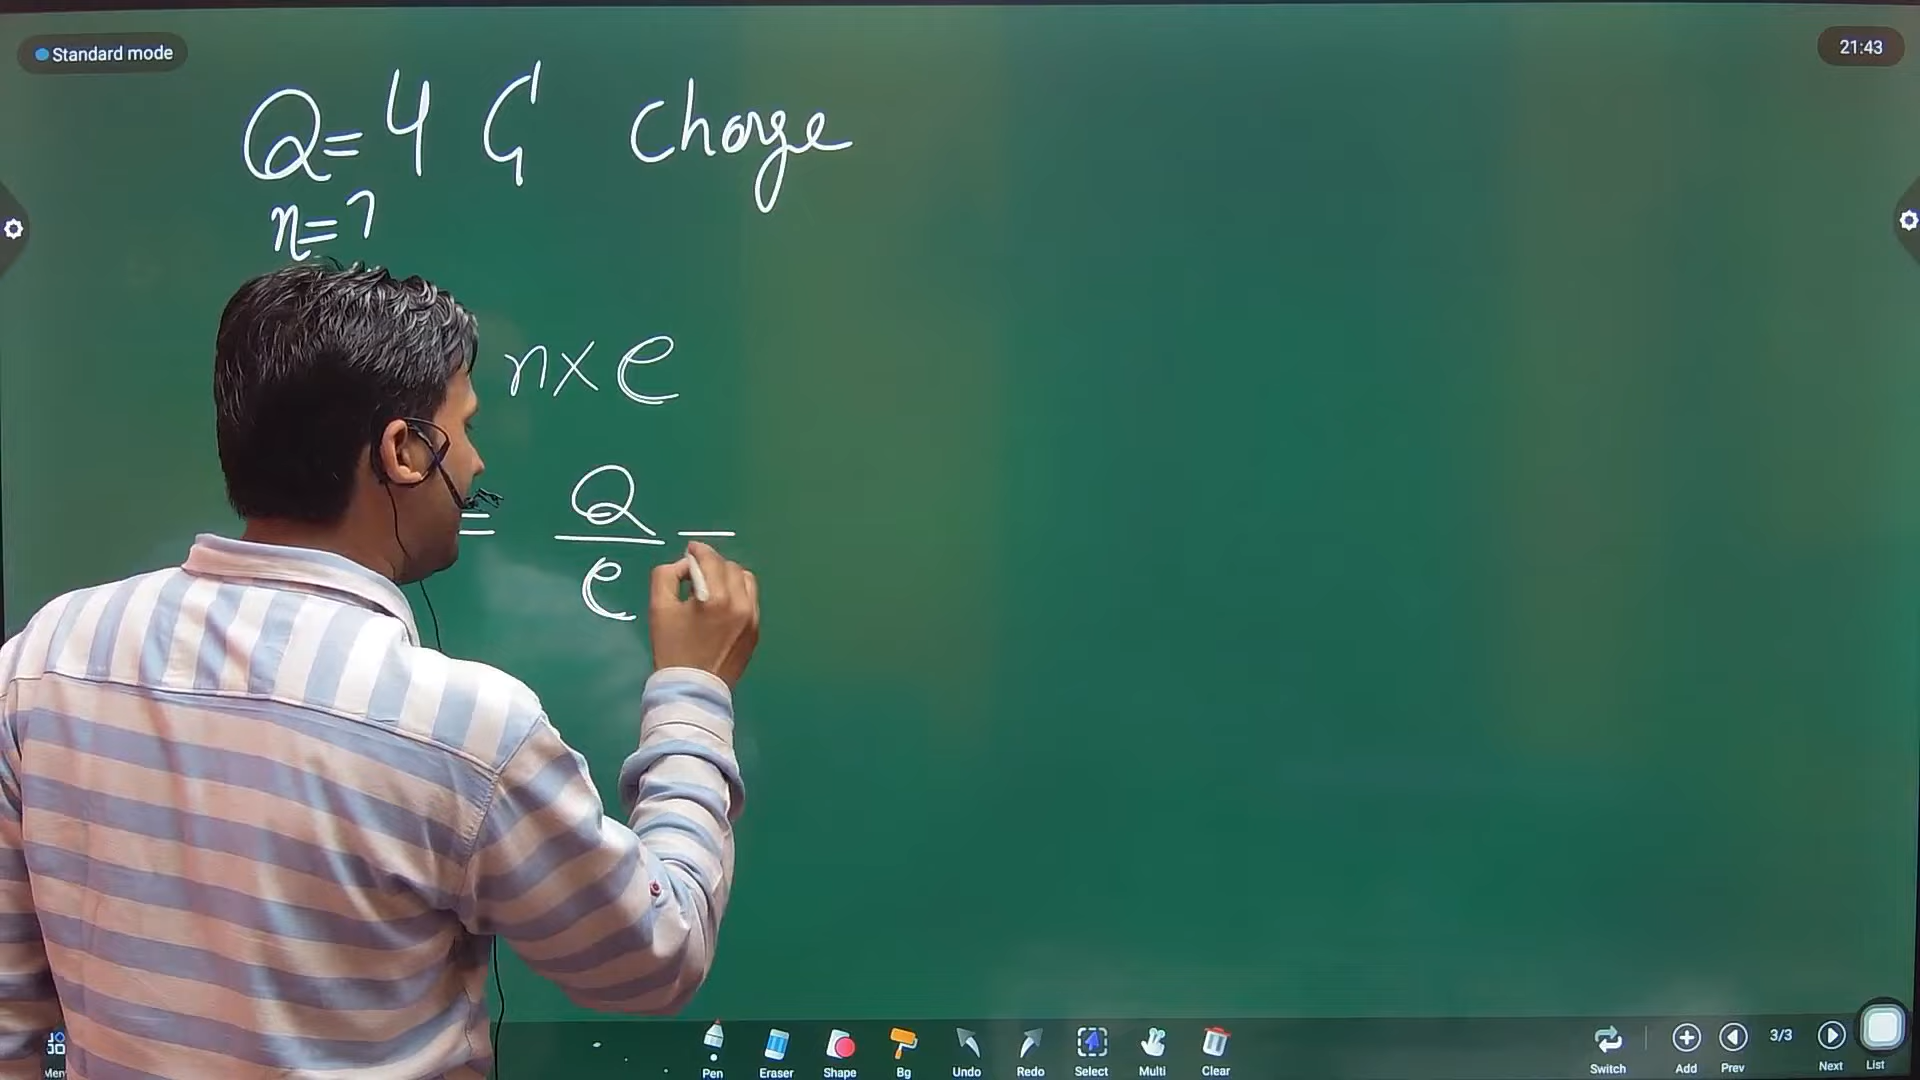 Standard mode
21:43
Q=4 C charge
n=?
n×e
= Q/e
Menu
Pen
Eraser
Shape
Bg
Undo
Redo
Select
Multi
Clear
Switch
Add
Prev
3/3
Next
List